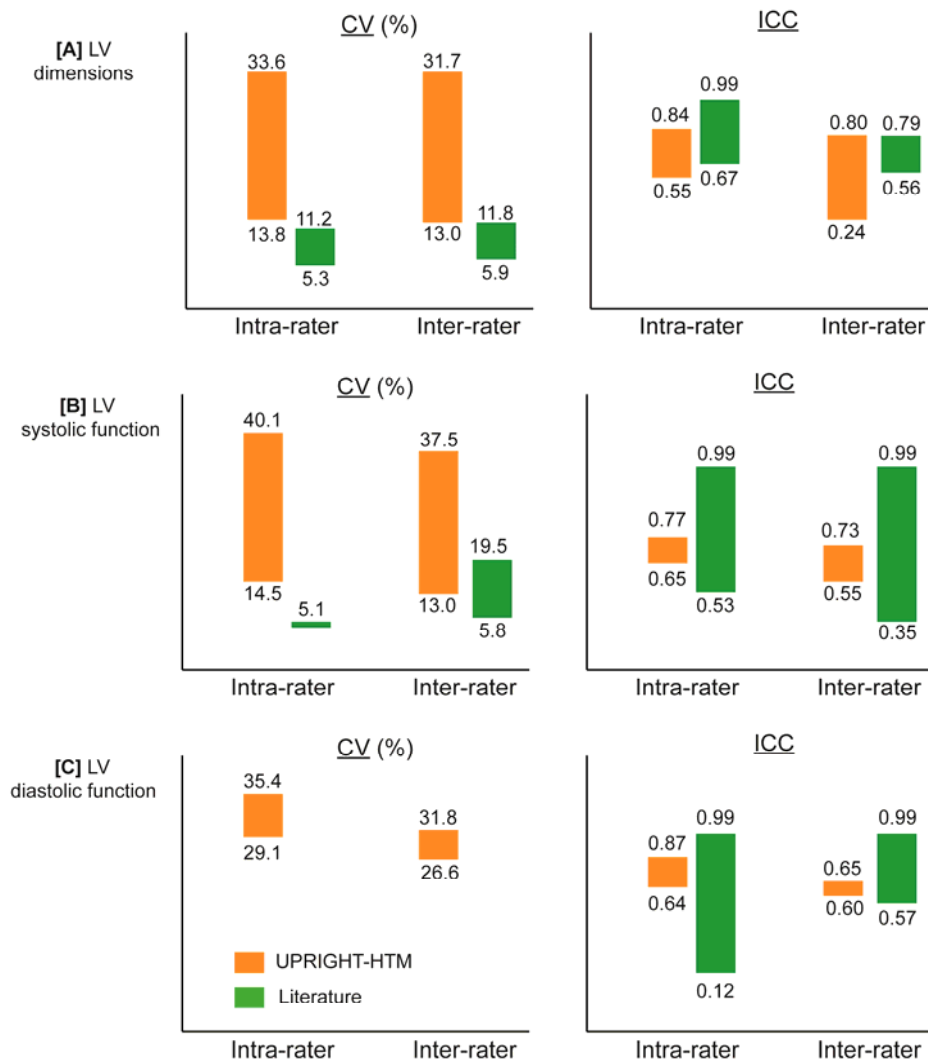 CV (%)
ICC
[A] LV
dimensions
33.6
31.7
13.8
11.2
5.3
13.0
11.8
5.9
0.84
0.99
0.80
0.79
0.55
0.67
0.24
0.56
Intra-rater
Inter-rater
Intra-rater
Inter-rater
CV (%)
ICC
[B] LV
systolic function
40.1
37.5
14.5
5.1
13.0
19.5
5.8
0.77
0.99
0.73
0.99
0.65
0.53
0.55
0.35
Intra-rater
Inter-rater
Intra-rater
Inter-rater
CV (%)
ICC
[C] LV
diastolic function
35.4
31.8
29.1
26.6
0.87
0.99
0.65
0.99
0.64
0.12
0.60
0.57
UPRIGHT-HTM
Literature
Intra-rater
Inter-rater
Intra-rater
Inter-rater